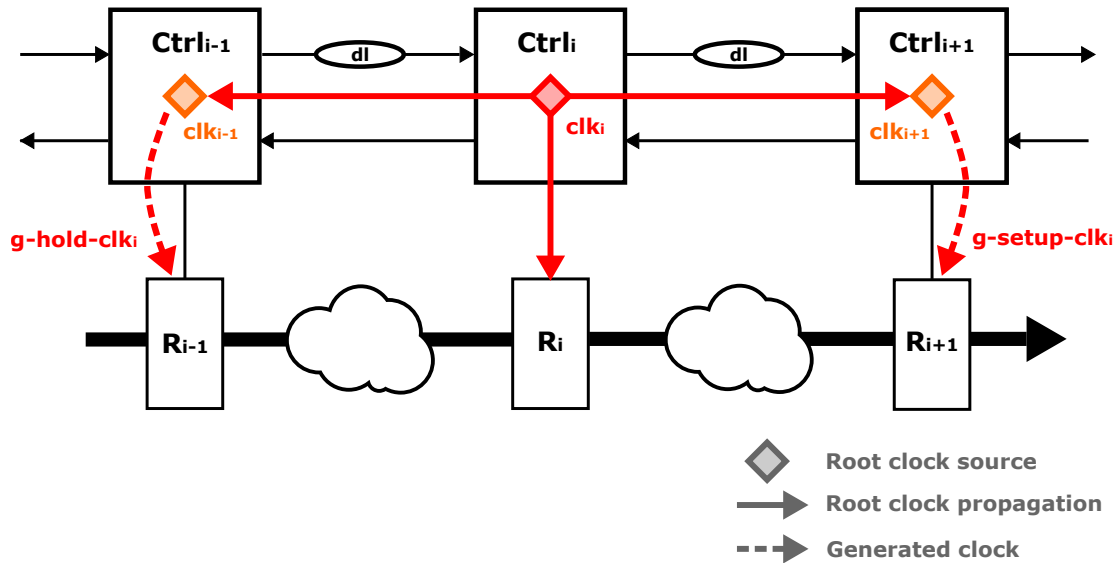 Ctrli-1
dl
Ctrli
dl
Ctrli+1
clki-1
clki
clki+1
g-hold-clki
g-setup-clki
Ri-1
Ri
Ri+1
Root clock source
Root clock propagation
Generated clock